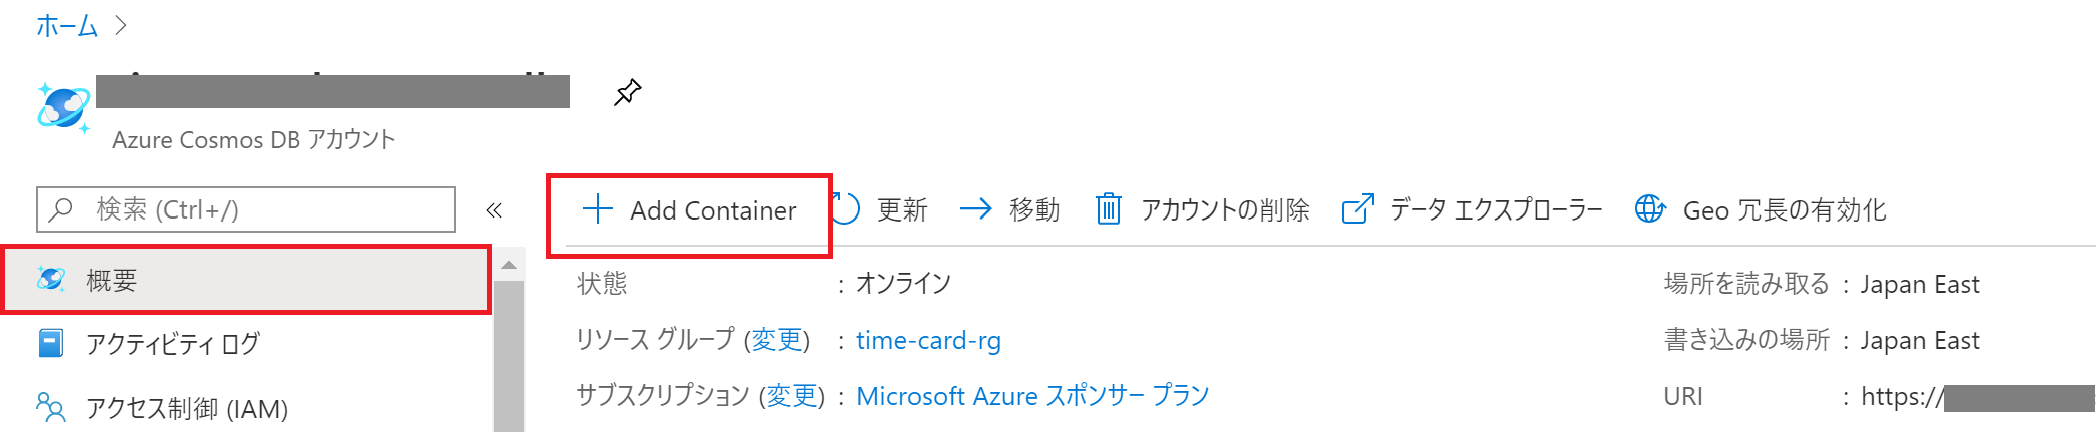 ホーム >
Azure Cosmos DB アカウント
検索 (Ctrl+/)
«
Add Container
更新
移動
アカウントの削除
データ エクスプローラー
Geo 冗長の有効化
概要
アクティビティ ログ
アクセス制御 (IAM)
状態 : オンライン
リソース グループ (変更) : time-card-rg
サブスクリプション (変更) : Microsoft Azure スポンサー プラン
場所を読み取る : Japan East
書き込みの場所 : Japan East
URI : https://